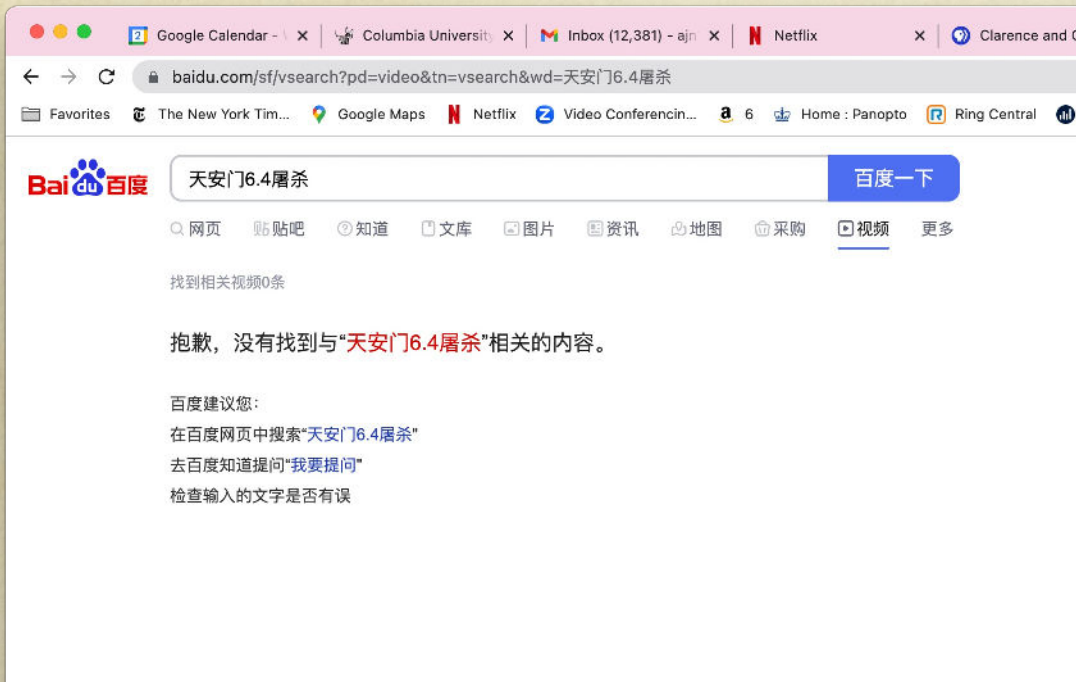 2 Google Calendar - Columbia University Inbox (12,381) - ajn Netflix Clarence and
baidu.com/sf/vsearch?pd=video&tn=vsearch&wd=天安门6.4屠杀
Favorites The New York Tim... Google Maps N Netflix Z Video Conferencin... a 6 Home : Panopto R Ring Central
Bai du 百度 天安门6.4屠杀 百度一下
网页 贴 贴吧 知道 文库 图片 资讯 地图 采购 视频 更多
找到相关视频0条
抱歉，没有找到与“天安门6.4屠杀”相关的内容。
百度建议您：
在百度网页中搜索“天安门6.4屠杀”
去百度知道提问“我要提问”
检查输入的文字是否有误